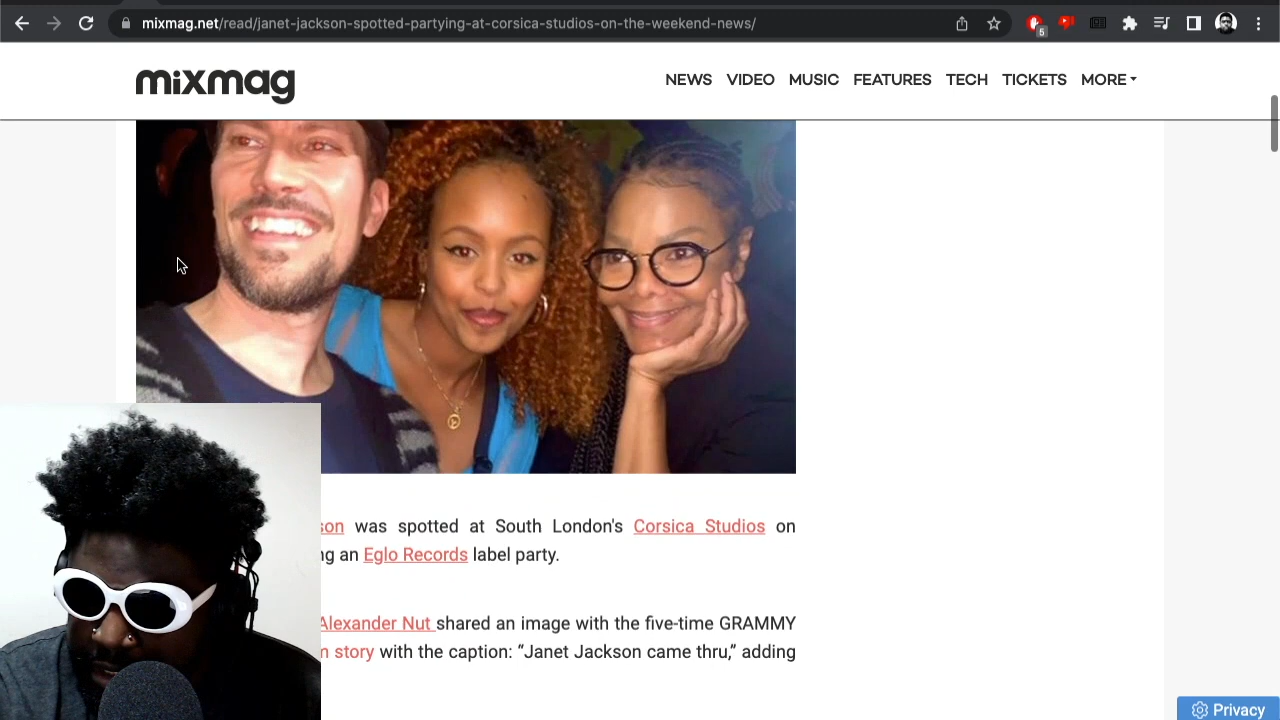 mixmag.net/read/janet-jackson-spotted-partying-at-corsica-studios-on-the-weekend-news/
5
mixmag
NEWS VIDEO MUSIC FEATURES TECH TICKETS MORE
son was spotted at South London's Corsica Studios on
ng an Eglo Records label party.
Alexander Nut shared an image with the five-time GRAMMY
m story with the caption: “Janet Jackson came thru,” adding
Privacy